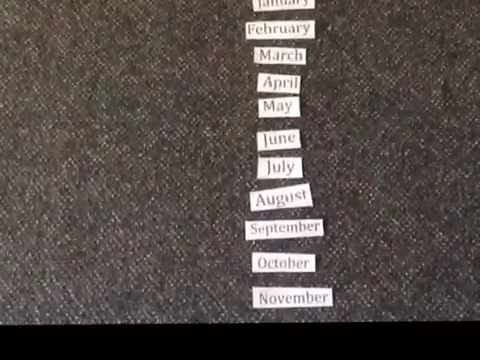 January
February
March
April
May
June
July
August
September
October
November